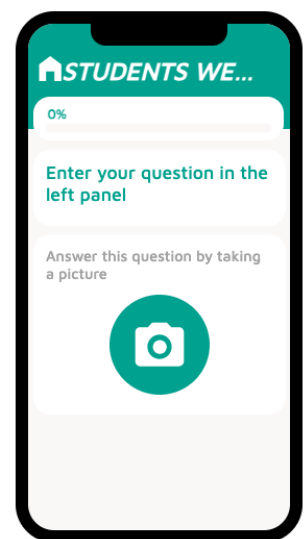 STUDENTS WE...
0%
Enter your question in the
left panel
Answer this question by taking
a picture